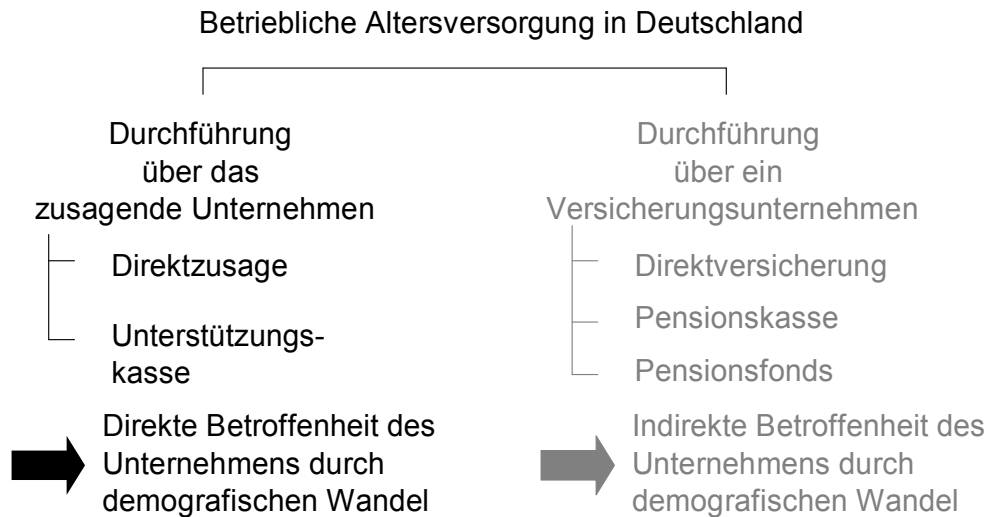 Betriebliche Altersversorgung in Deutschland
Durchführung
über das
zusagende Unternehmen
Direktzusage
Unterstützungs-
kasse
Direkte Betroffenheit des
Unternehmens durch
demografischen Wandel
Durchführung
über ein
Versicherungsunternehmen
Direktversicherung
Pensionskasse
Pensionsfonds
Indirekte Betroffenheit des
Unternehmens durch
demografischen Wandel